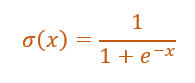 σ(x) = 1 / (1 + e^{-x})